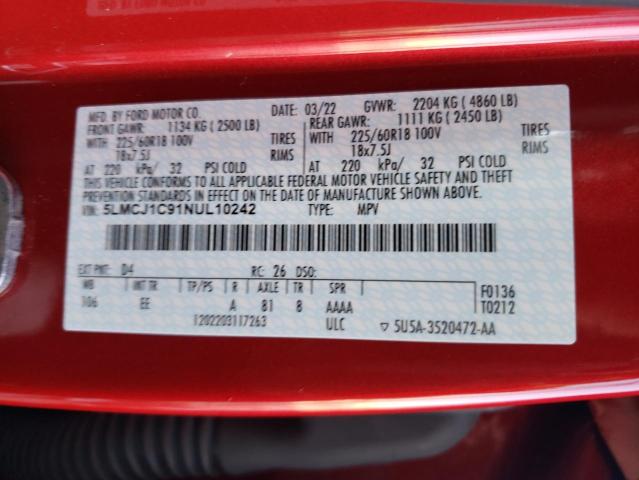 MFD. BY FORD MOTOR CO. DATE: 03/22 GVWR: 2204 KG ( 4860 LB)
FRONT GAWR: 1134 KG ( 2500 LB) REAR GAWR: 1111 KG ( 2450 LB)
WITH 225/60R18 100V TIRES WITH 225/60R18 100V TIRES
18x7.5J RIMS 18x7.5J RIMS
AT 220 kPa/ 32 PSI COLD AT 220 kPa/ 32 PSI COLD
THIS VEHICLE CONFORMS TO ALL APPLICABLE FEDERAL MOTOR VEHICLE SAFETY AND THEFT
PREVENTION STANDARDS IN EFFECT ON THE DATE OF MANUFACTURE SHOWN ABOVE.
VIN: 5LMCJ1C91NUL10242 TYPE: MPV
EXT PNT: D4 RC: 26 DSO:
WB INT TR TP/PS R AXLE TR SPR F0136
106 EE A 81 8 AAAA T0212
1202203117263 ULC ▽ 5U5A-3520472-AA